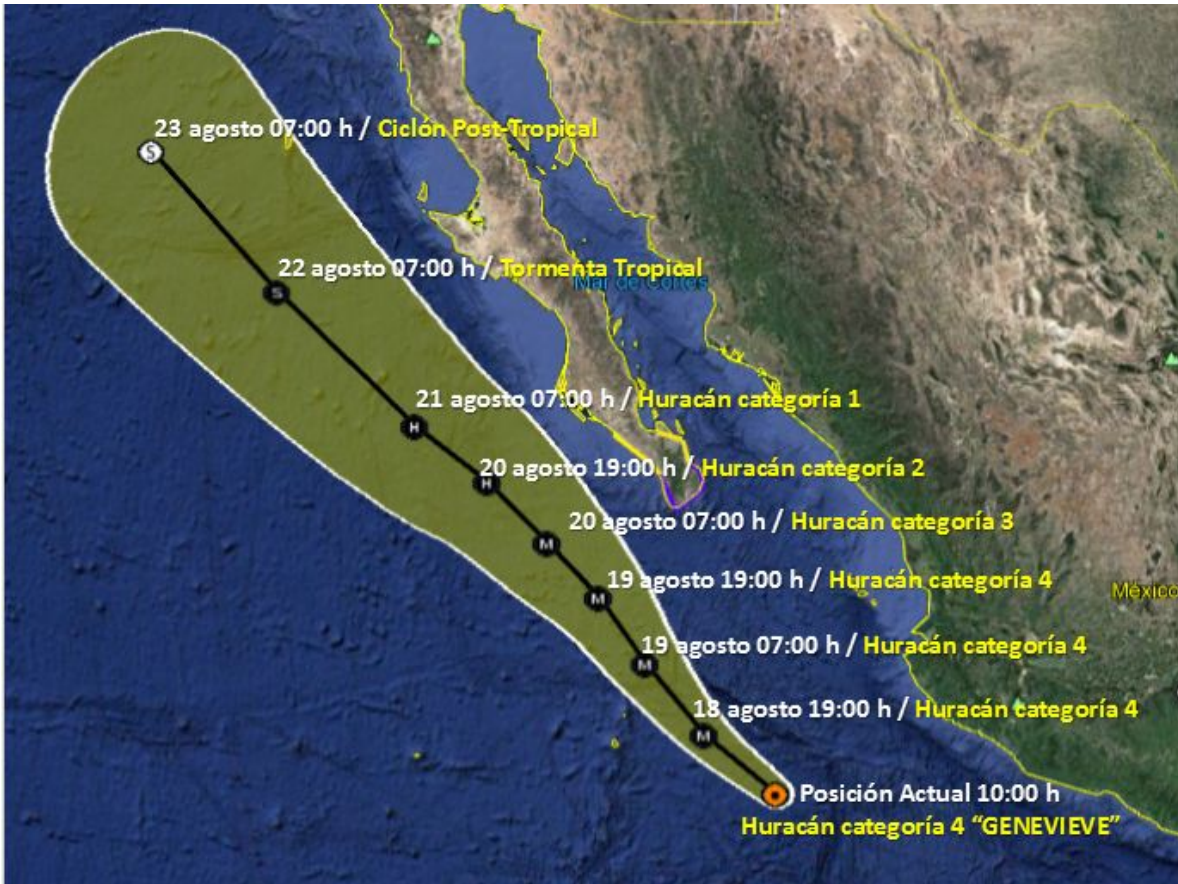 23 agosto 07:00 h / Ciclón Post-Tropical
S
22 agosto 07:00 h / Tormenta Tropical
S
Mar de Cortés
21 agosto 07:00 h / Huracán categoría 1
H
20 agosto 19:00 h / Huracán categoría 2
H
20 agosto 07:00 h / Huracán categoría 3
M
19 agosto 19:00 h / Huracán categoría 4
M
México
19 agosto 07:00 h / Huracán categoría 4
M
18 agosto 19:00 h / Huracán categoría 4
M
Posición Actual 10:00 h
Huracán categoría 4 “GENEVIEVE”